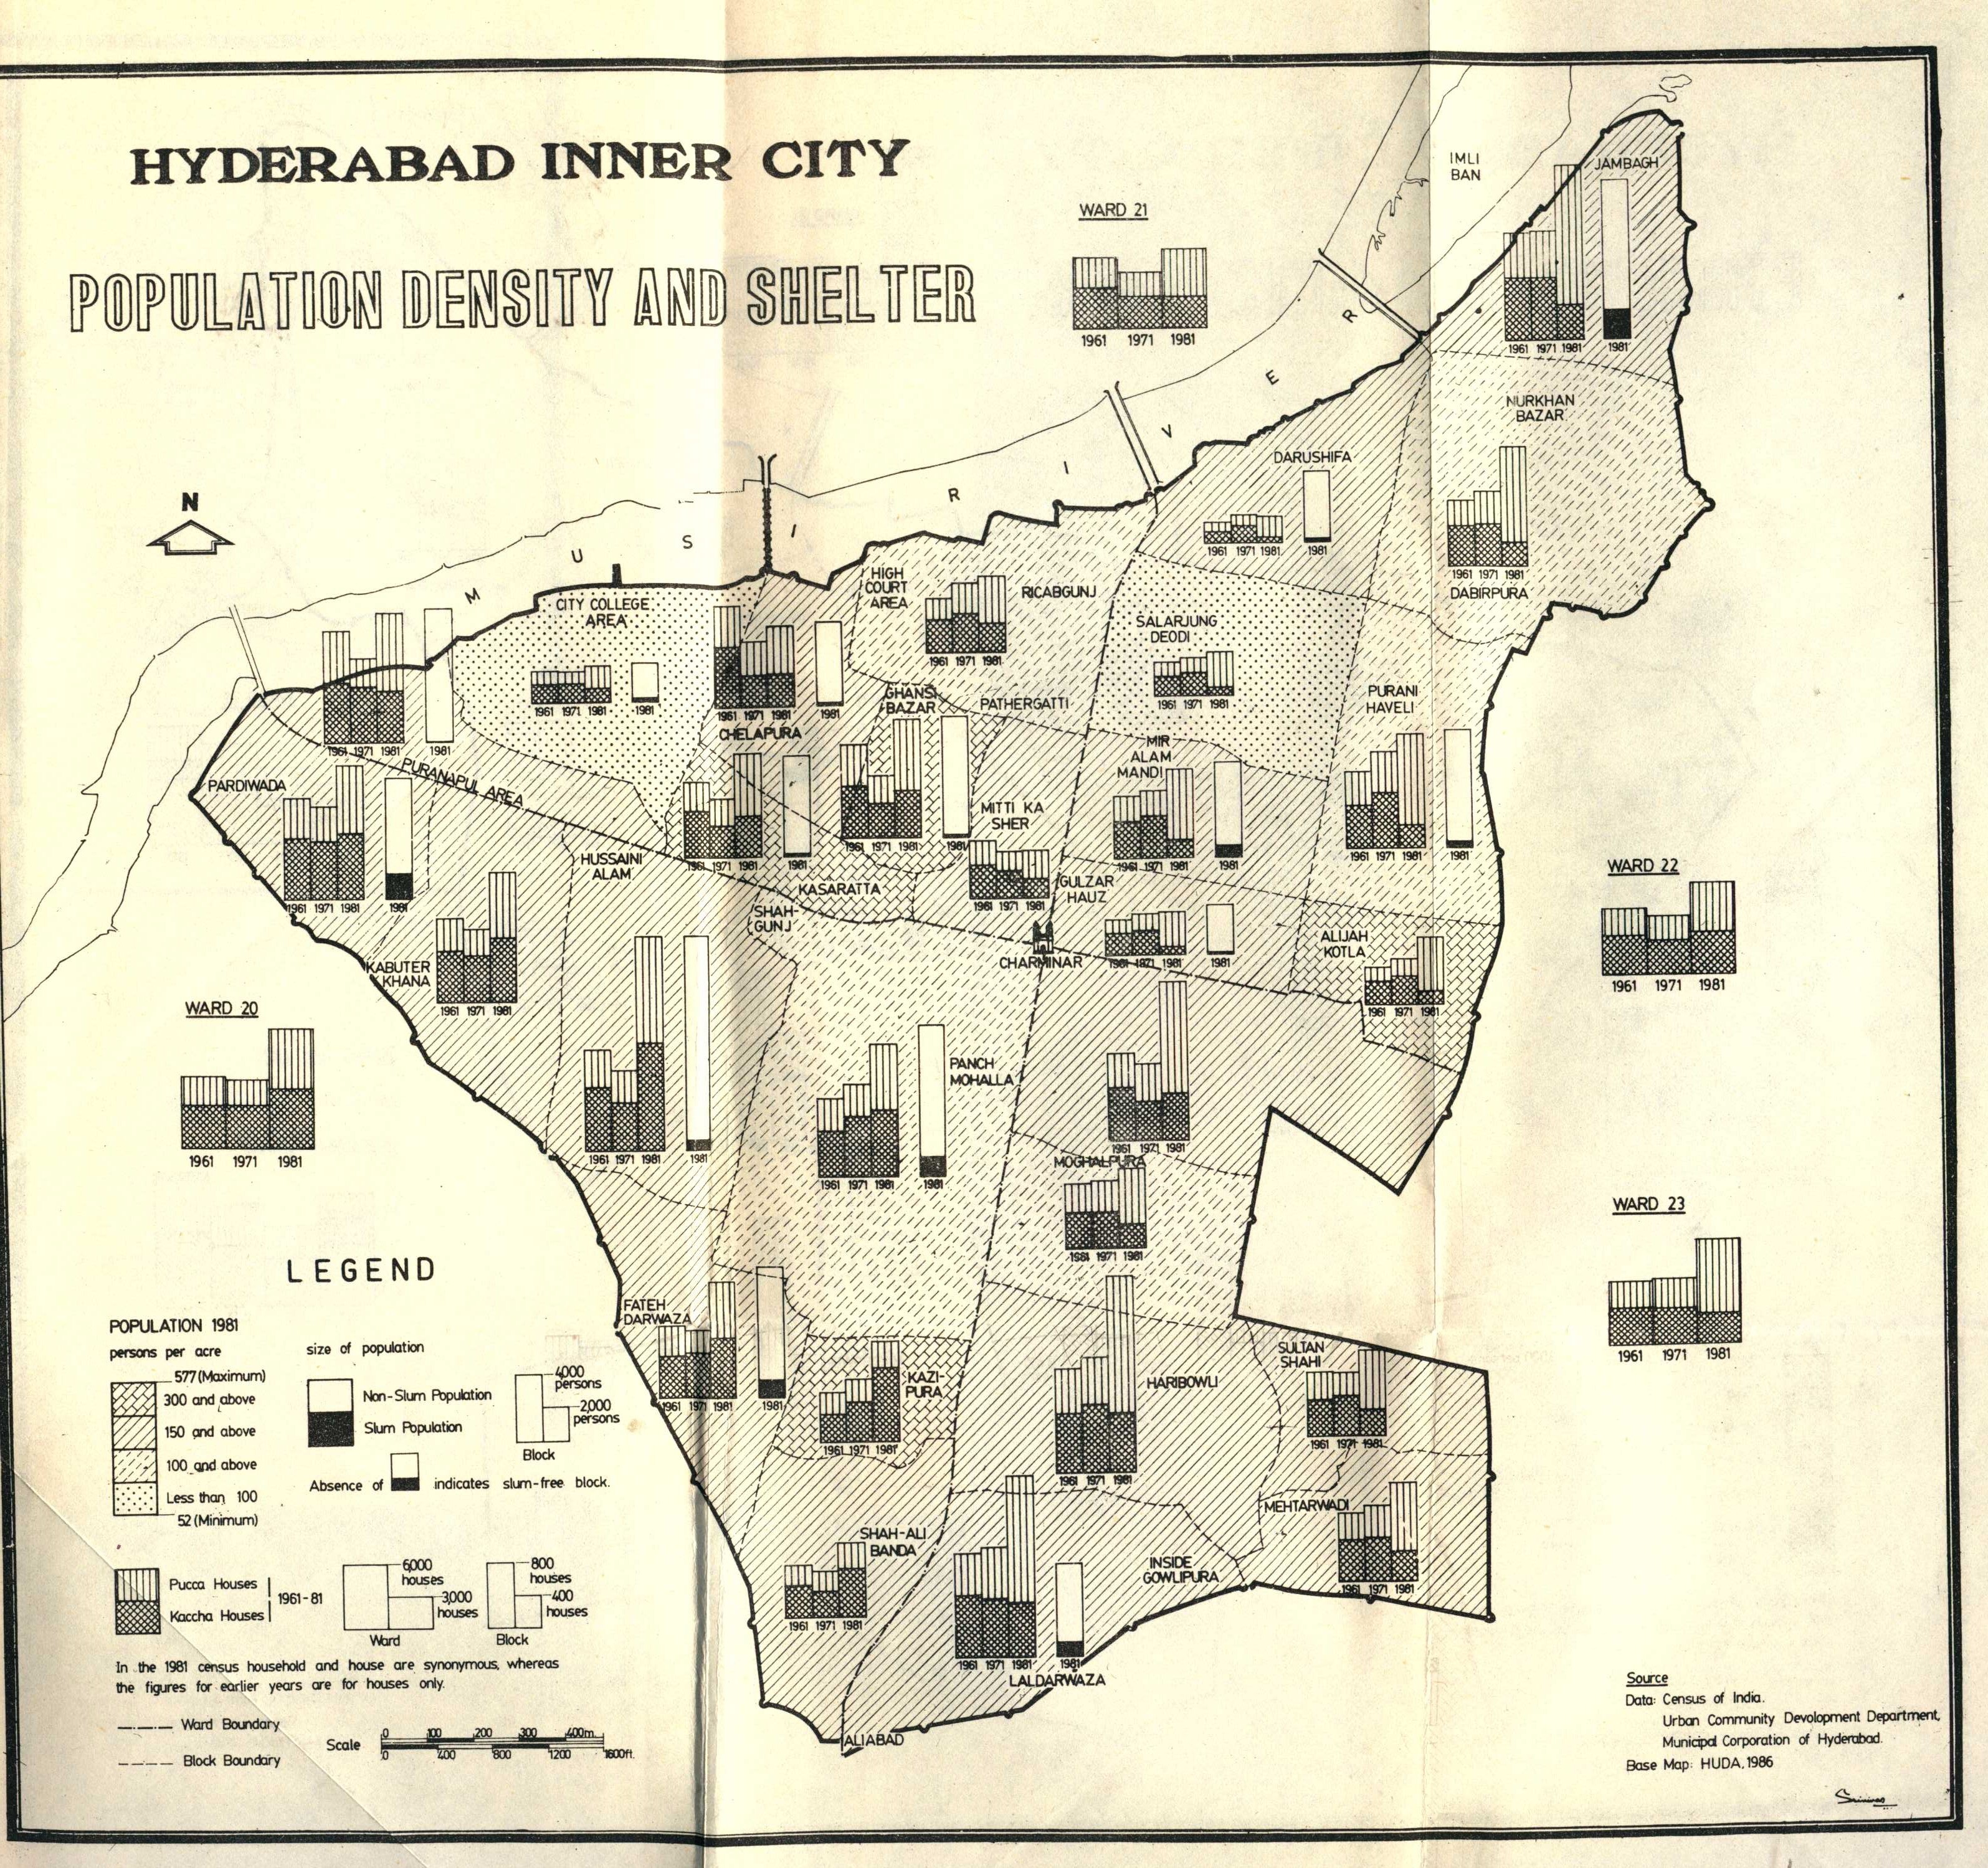 HYDERABAD INNER CITY
POPULATION DENSITY AND SHELTER
N
MUSI RIVER
IMLI
BAN
WARD 21
1961 1971 1981
JAMBAGH
1961 1971 1981
1981
NURKHAN
BAZAR
1961 1971 1981
DABIRPURA
DARUSHIFA
1961 1971 1981
1981
HIGH
COURT
AREA
RICABGUNJ
1961 1971 1981
CITY COLLEGE
AREA
1961 1971 1981
1981
SALARJUNG
DEODI
1961 1971 1981
1961 1971 1981
1981
CHELAPURA
1961 1971 1981
1981
GHANSI
BAZAR
PATHERGATTI
1961 1971 1981
1981
PURANI
HAVELI
1961 1971 1981
1981
MIR
ALAM
MANDI
1961 1971 1981
1981
PARDIWADA
PURANAPUL AREA
1961 1971 1981
1981
MITTI KA
SHER
1961 1971 1981
HUSSAINI
ALAM
1961 1971 1981
1981
KASARATTA
GULZAR
HAUZ
1961 1971 1981
1981
SHAH-
GUNJ
CHARMINAR
ALIJAH
KOTLA
1961 1971 1981
WARD 22
1961 1971 1981
KABUTER
KHANA
1961 1971 1981
WARD 20
1961 1971 1981
1961 1971 1981
1981
PANCH
MOHALLA
1961 1971 1981
1981
1961 1971 1981
MOGHALPURA
1961 1971 1981
WARD 23
1961 1971 1981
FATEH
DARWAZA
1961 1971 1981
1981
KAZI-
PURA
1961 1971 1981
HARIBOWLI
1961 1971 1981
SULTAN
SHAHI
1961 1971 1981
MEHTARWADI
1961 1971 1981
SHAH-ALI
BANDA
1961 1971 1981
INSIDE
GOWLIPURA
1961 1971 1981
1981
LALDARWAZA
ALIABAD
LEGEND
POPULATION 1981
persons per acre
577 (Maximum)
300 and above
150 and above
100 and above
Less than 100
52 (Minimum)
size of population
Non-Slum Population
Slum Population
4000
persons
2,000
persons
Block
Absence of indicates slum-free block.
Pucca Houses
Kaccha Houses
1961-81
6,000
houses
3,000
houses
Ward
800
houses
400
houses
Block
In the 1981 census household and house are synonymous, whereas
the figures for earlier years are for houses only.
Ward Boundary
Block Boundary
Scale
0 100 200 300 400m.
0 400 800 1200 1600ft.
Source
Data: Census of India.
Urban Community Devolopment Department,
Municipal Corporation of Hyderabad.
Base Map: HUDA, 1986
Srinivas